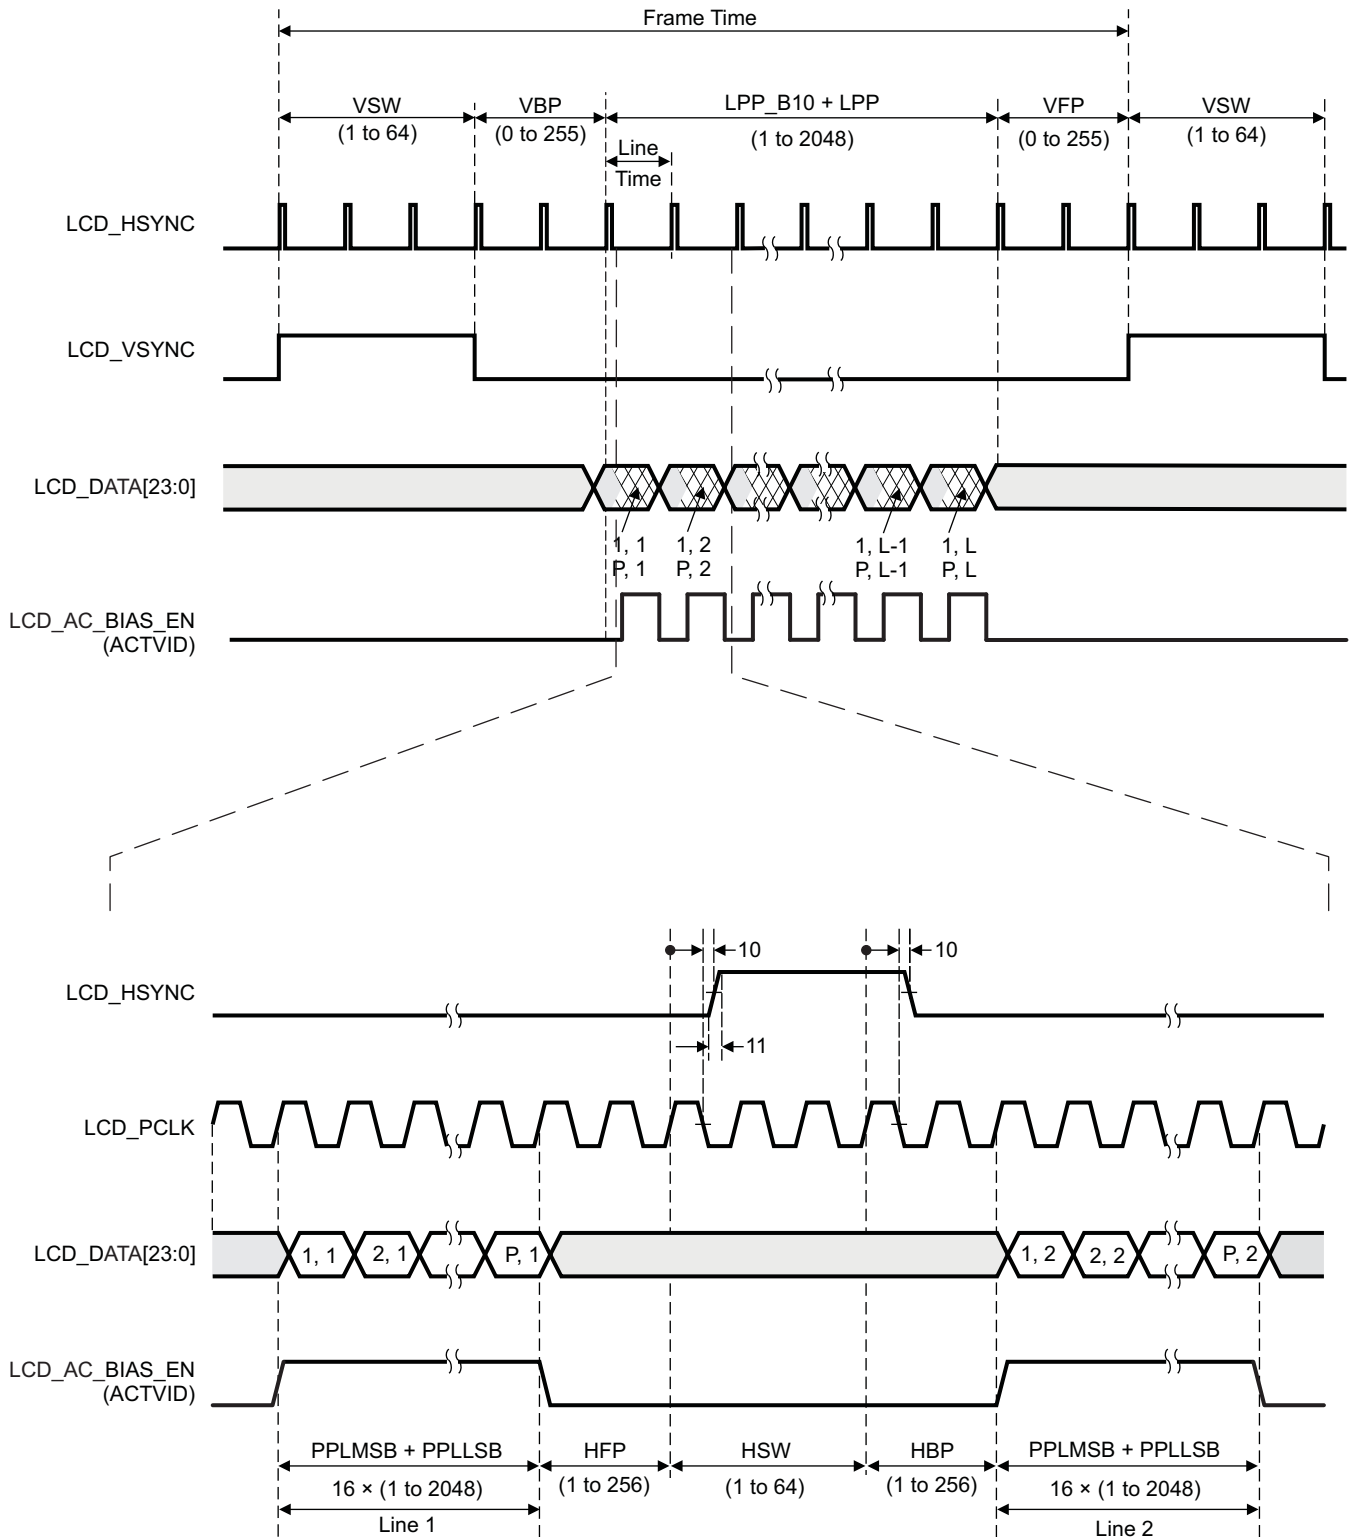 Frame Time
VSW
(1 to 64)
VBP
(0 to 255)
LPP_B10 + LPP
(1 to 2048)
VFP
(0 to 255)
VSW
(1 to 64)
Line
Time
LCD_HSYNC
LCD_VSYNC
LCD_DATA[23:0]
1, 1
P, 1
1, 2
P, 2
1, L-1
P, L-1
1, L
P, L
LCD_AC_BIAS_EN
(ACTVID)
10
10
LCD_HSYNC
11
LCD_PCLK
LCD_DATA[23:0]
1, 1
2, 1
P, 1
1, 2
2, 2
P, 2
LCD_AC_BIAS_EN
(ACTVID)
PPLMSB + PPLLSB
16 × (1 to 2048)
Line 1
HFP
(1 to 256)
HSW
(1 to 64)
HBP
(1 to 256)
PPLMSB + PPLLSB
16 × (1 to 2048)
Line 2